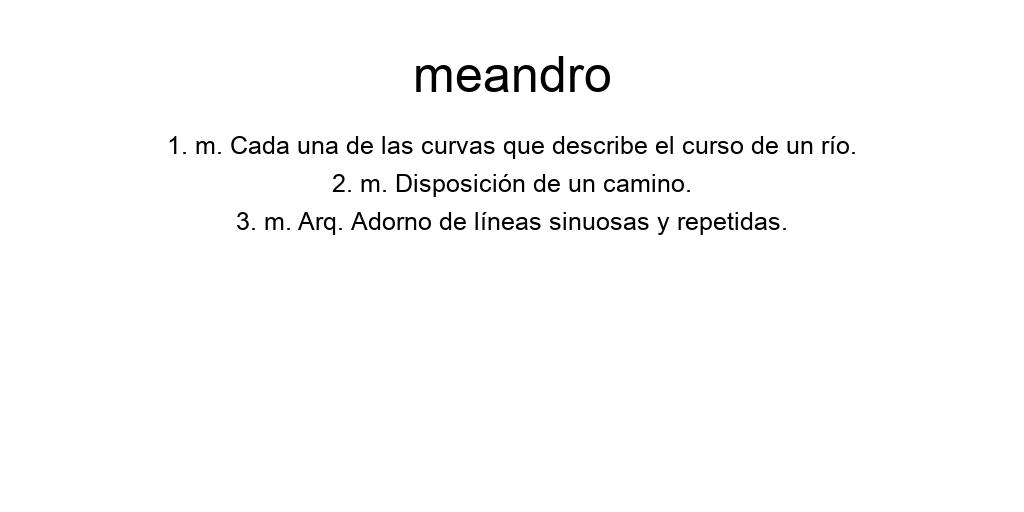 meandro
1. m. Cada una de las curvas que describe el curso de un río.
2. m. Disposición de un camino.
3. m. Arq. Adorno de líneas sinuosas y repetidas.